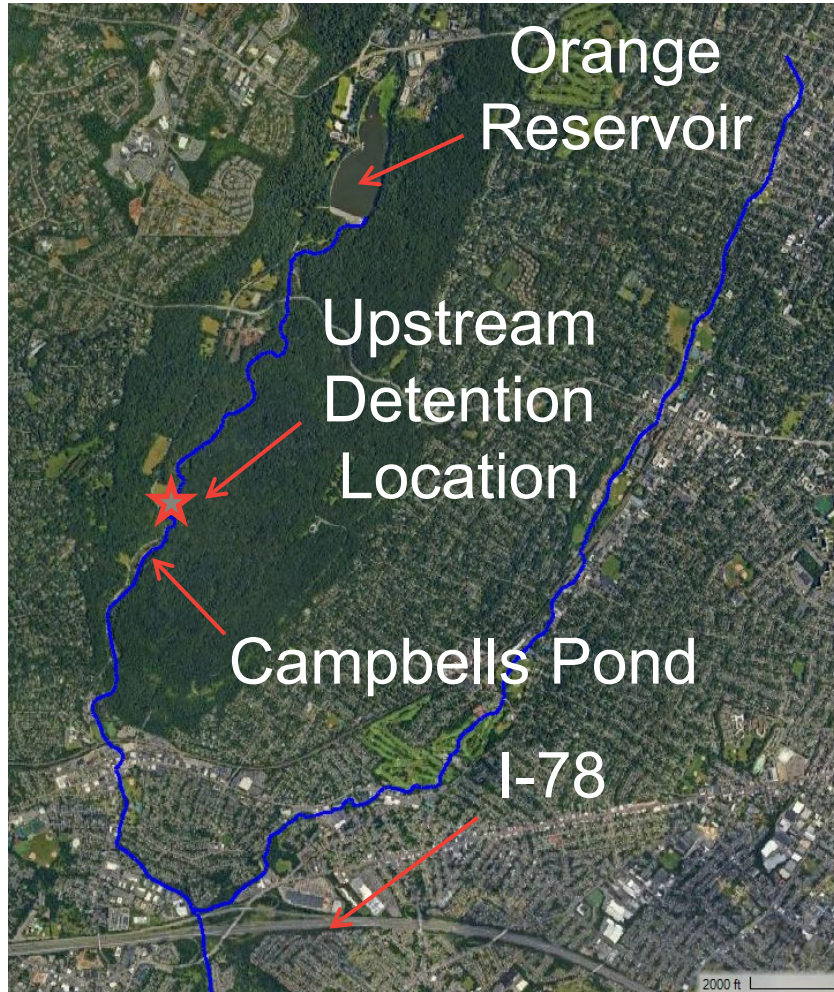 Orange
Reservoir
Upstream
Detention
Location
Campbells Pond
I-78
2000 ft